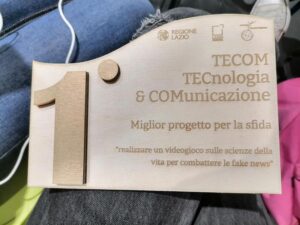 REGIONE
LAZIO
TECOM
TECnologia
& COMunicazione
1°
Miglior progetto per la sfida
"realizzare un videogioco sulle scienze della
vita per combattere le fake news"